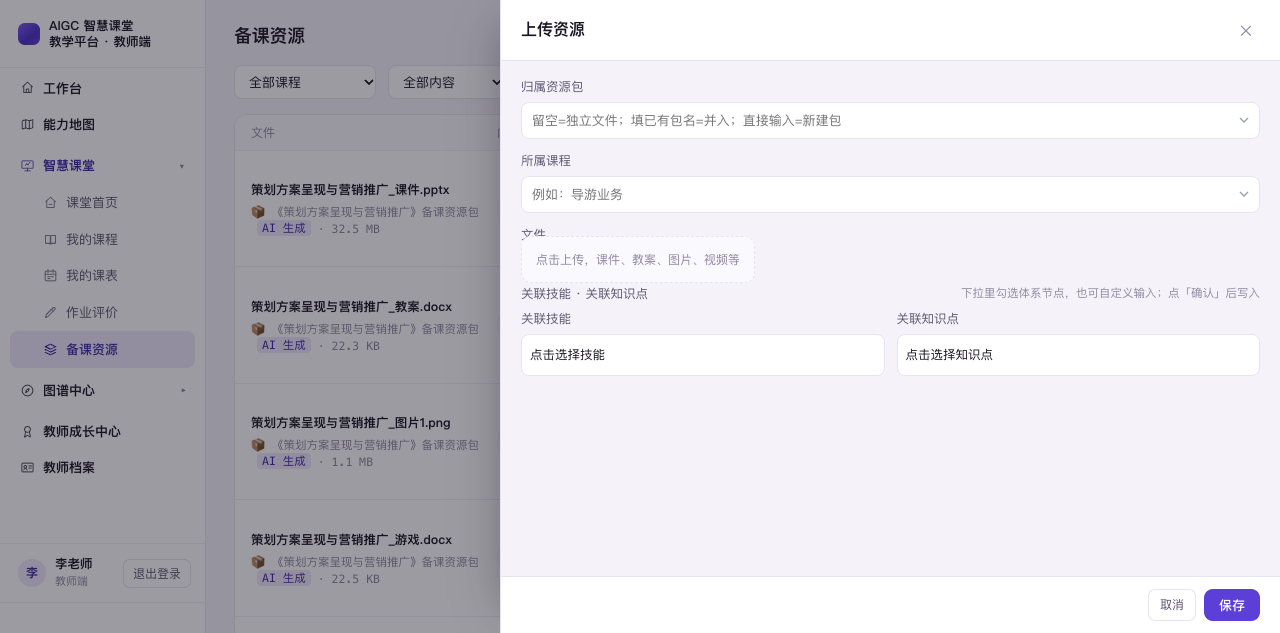 AIGC 智慧课堂
教学平台 · 教师端
工作台
能力地图
智慧课堂
课堂首页
我的课程
我的课表
作业评价
备课资源
图谱中心
教师成长中心
教师档案
李
李老师
教师端
退出登录
备课资源
全部课程
全部内容
文件
策划方案呈现与营销推广_课件.pptx
《策划方案呈现与营销推广》备课资源包
AI 生成 · 32.5 MB
策划方案呈现与营销推广_教案.docx
《策划方案呈现与营销推广》备课资源包
AI 生成 · 22.3 KB
策划方案呈现与营销推广_图片1.png
《策划方案呈现与营销推广》备课资源包
AI 生成 · 1.1 MB
策划方案呈现与营销推广_游戏.docx
《策划方案呈现与营销推广》备课资源包
AI 生成 · 22.5 KB
上传资源
归属资源包
留空=独立文件；填已有包名=并入；直接输入=新建包
所属课程
例如：导游业务
文件
点击上传，课件、教案、图片、视频等
关联技能 · 关联知识点
下拉里勾选体系节点，也可自定义输入；点「确认」后写入
关联技能
关联知识点
点击选择技能
点击选择知识点
取消
保存